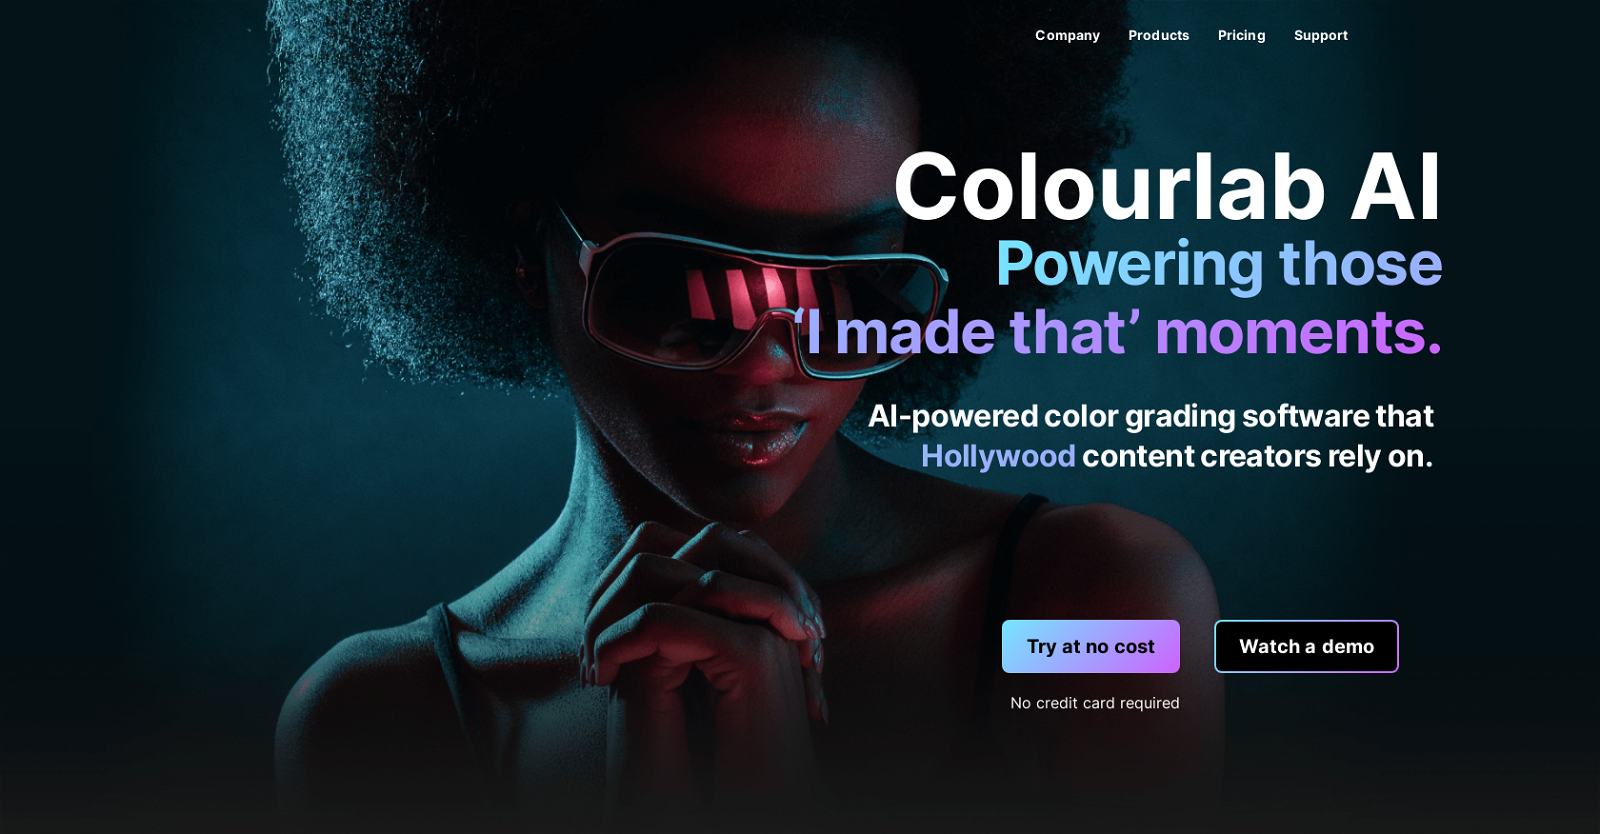 Company Products Pricing Support
Colourlab AI
Powering those
‘I made that’ moments.
AI-powered color grading software that
Hollywood content creators rely on.
Try at no cost Watch a demo
No credit card required